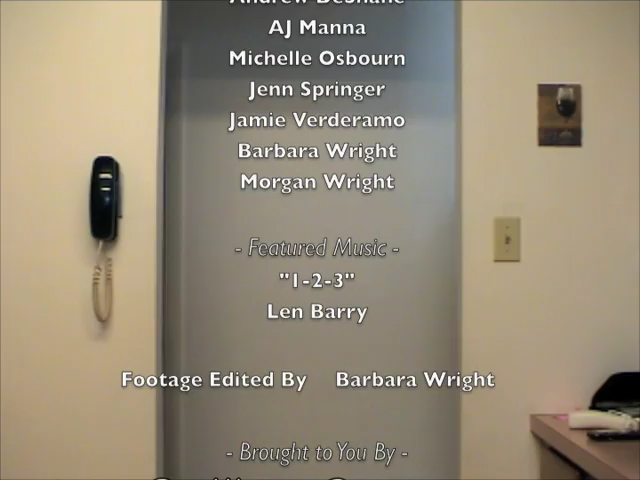 AJ Manna
Michelle Osbourn
Jenn Springer
Jamie Verderamo
Barbara Wright
Morgan Wright
- Featured Music -
"1-2-3"
Len Barry
Footage Edited By Barbara Wright
- Brought to You By -